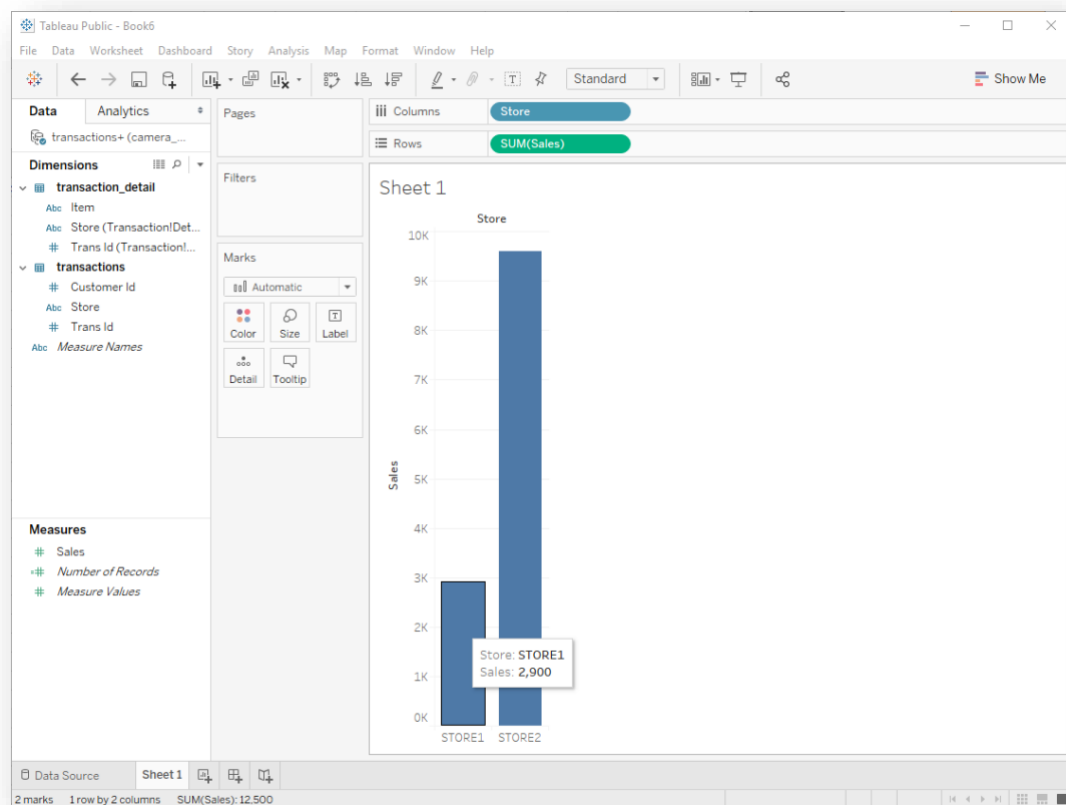 Tableau Public - Book6
File Data Worksheet Dashboard Story Analysis Map Format Window Help
Standard
Show Me
Data Analytics
transactions+ (camera_...
Dimensions
transaction_detail
Abc Item
Abc Store (Transaction!Det...
# Trans Id (Transaction!...
transactions
# Customer Id
Abc Store
# Trans Id
Abc Measure Names
Measures
# Sales
=# Number of Records
# Measure Values
Pages
Filters
Marks
Automatic
Color Size Label
Detail Tooltip
Columns Store
Rows SUM(Sales)
Sheet 1
Store
10K
9K
8K
7K
6K
5K
4K
3K
2K
1K
0K
Sales
Store: STORE1
Sales: 2,900
STORE1 STORE2
Data Source Sheet 1
2 marks 1 row by 2 columns SUM(Sales): 12,500